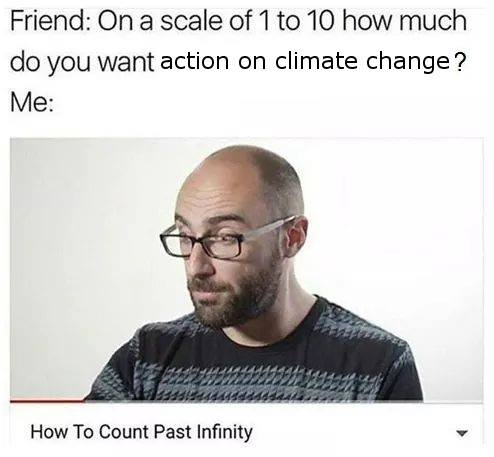 Friend: On a scale of 1 to 10 how much
do you want action on climate change?
Me:
How To Count Past Infinity